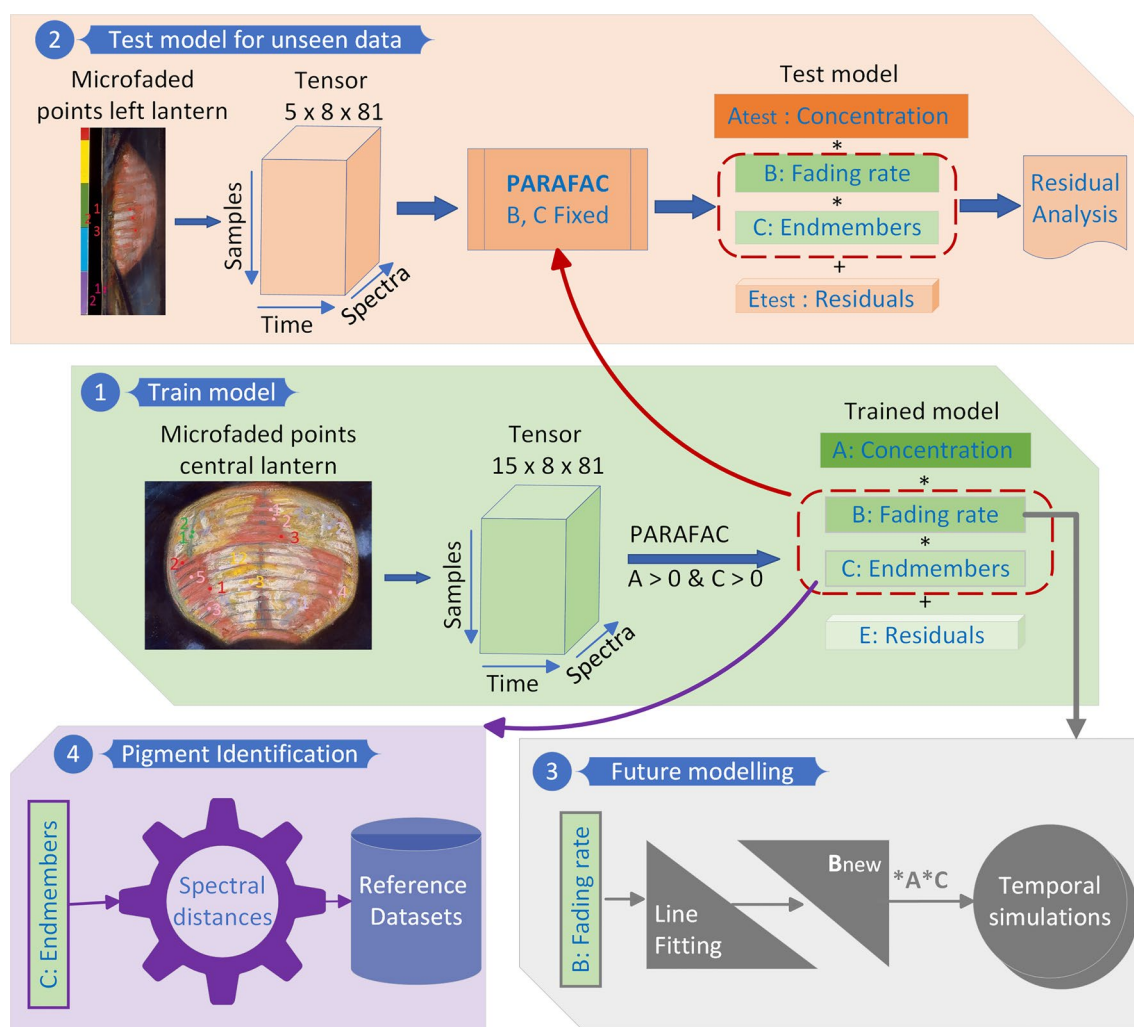 2 Test model for unseen data
Microfaded
points left lantern
Tensor
5 x 8 x 81
Samples
Time
Spectra
PARAFAC
B, C Fixed
Test model
Atest : Concentration
*
B: Fading rate
*
C: Endmembers
+
Etest : Residuals
Residual
Analysis
1 Train model
Microfaded points
central lantern
Tensor
15 x 8 x 81
Samples
Time
Spectra
PARAFAC
A > 0 & C > 0
Trained model
A: Concentration
*
B: Fading rate
*
C: Endmembers
+
E: Residuals
4 Pigment Identification
C: Endmembers
Spectral
distances
Reference
Datasets
3 Future modelling
B: Fading rate
Line
Fitting
Bnew
*A*C
Temporal
simulations